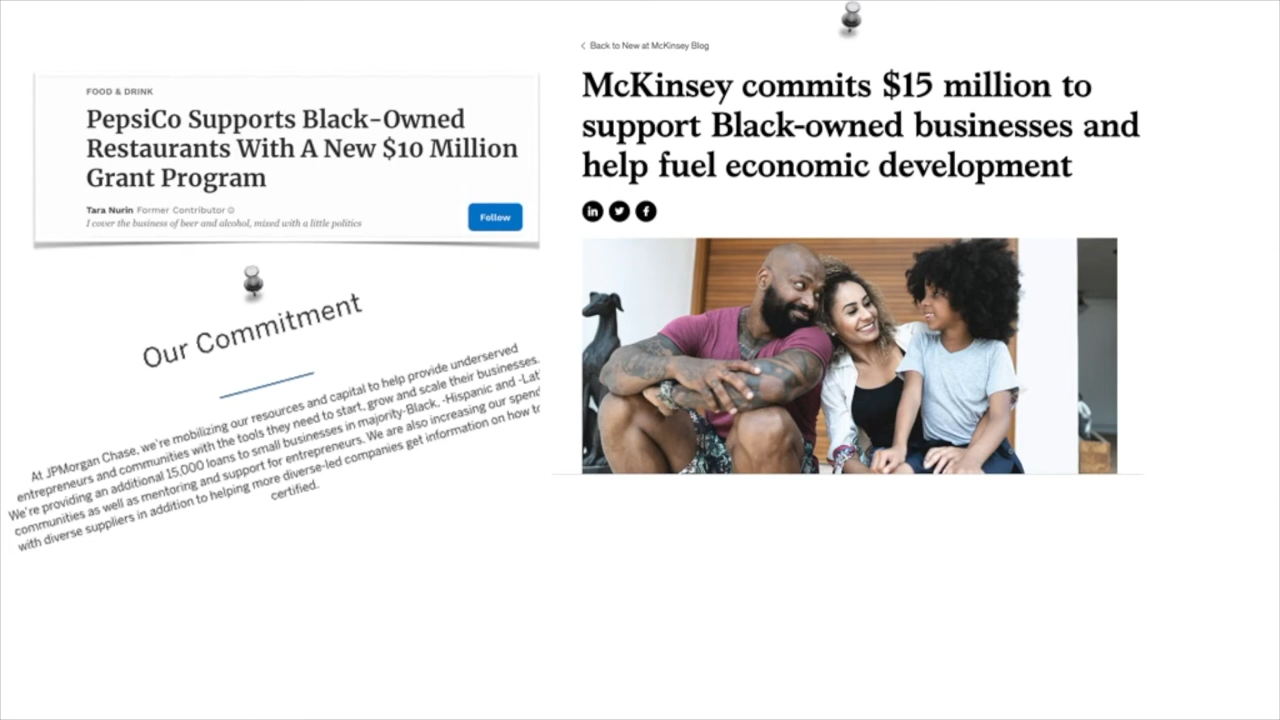 FOOD & DRINK
PepsiCo Supports Black-Owned
Restaurants With A New $10 Million
Grant Program
Tara Nurin Former Contributor
I cover the business of beer and alcohol, mixed with a little politics
Follow
Our Commitment
At JPMorgan Chase, we're mobilizing our resources and capital to help provide underserved
entrepreneurs and communities with the tools they need to start, grow and scale their businesses.
We're providing an additional 15,000 loans to small businesses in majority-Black, -Hispanic and -Lat
communities as well as mentoring and support for entrepreneurs. We are also increasing our spend
with diverse suppliers in addition to helping more diverse-led companies get information on how to
certified.
Back to New at McKinsey Blog
McKinsey commits $15 million to
support Black-owned businesses and
help fuel economic development
in
f